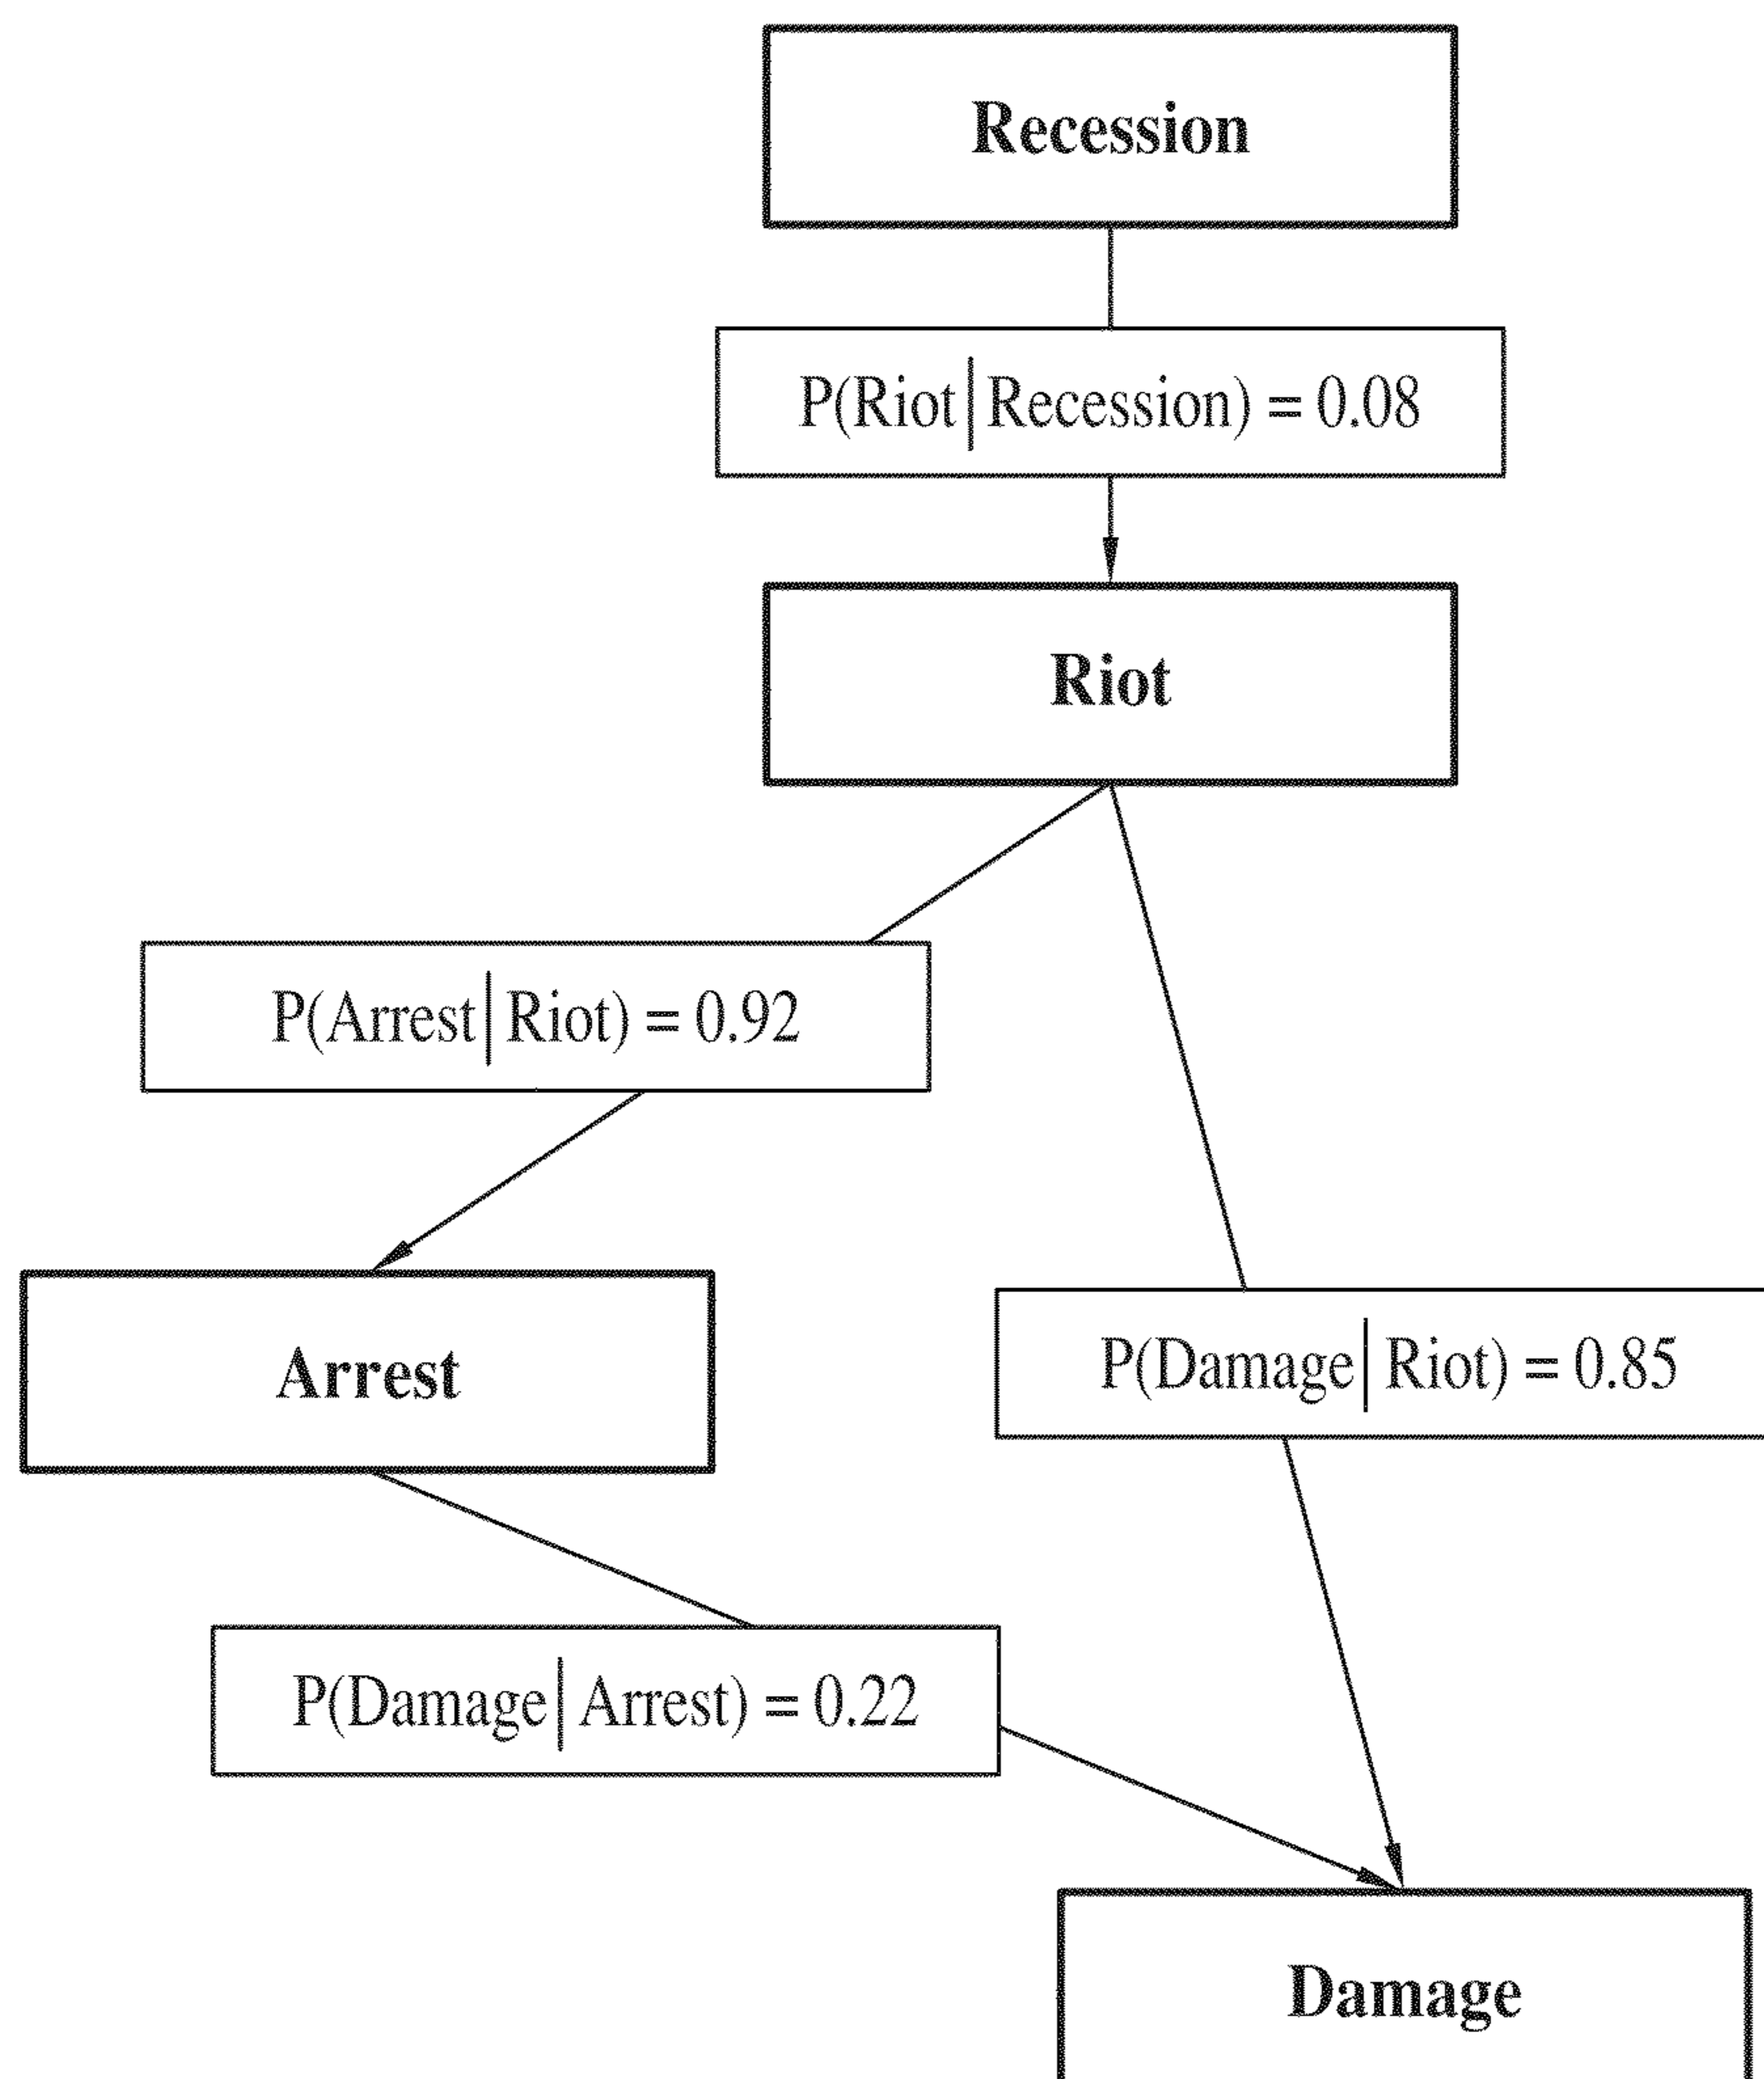 Recession
P(Riot|Recession) = 0.08
Riot
P(Arrest|Riot) = 0.92
Arrest
P(Damage|Riot) = 0.85
P(Damage|Arrest) = 0.22
Damage